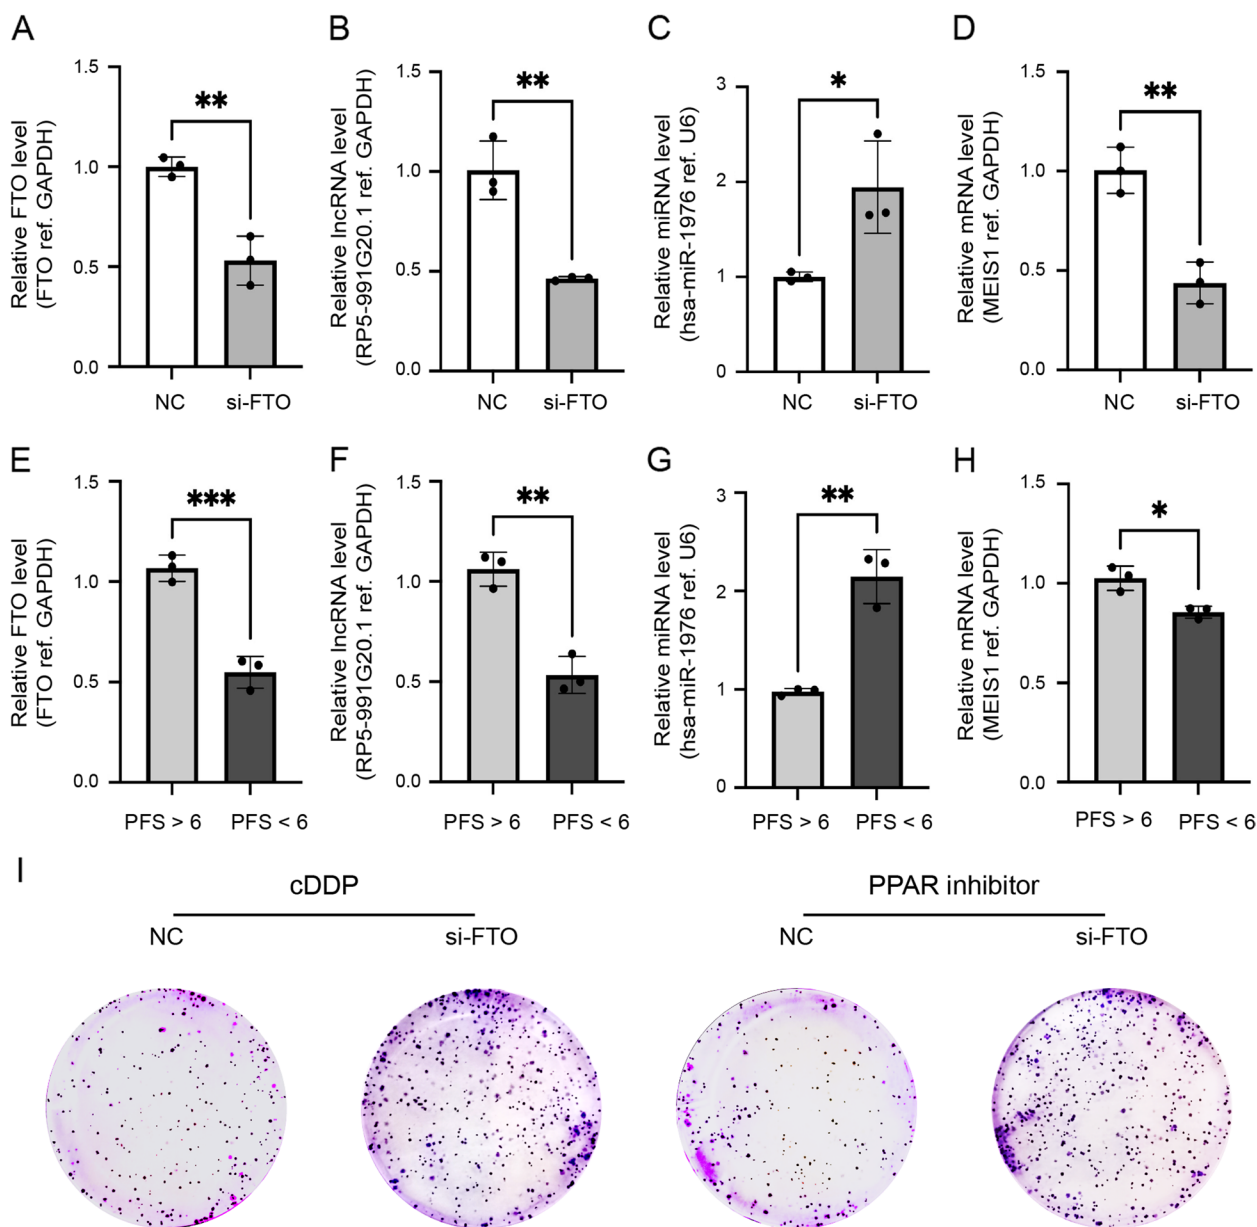 A
Relative FTO level
(FTO ref. GAPDH)
1.5
1.0
0.5
0.0
**
NC
si-FTO
B
Relative lncRNA level
(RP5-991G20.1 ref. GAPDH)
1.5
1.0
0.5
0.0
**
NC
si-FTO
C
Relative miRNA level
(hsa-miR-1976 ref. U6)
3
2
1
0
*
NC
si-FTO
D
Relative mRNA level
(MEIS1 ref. GAPDH)
1.5
1.0
0.5
0.0
**
NC
si-FTO
E
Relative FTO level
(FTO ref. GAPDH)
1.5
1.0
0.5
0.0
***
PFS > 6
PFS < 6
F
Relative lncRNA level
(RP5-991G20.1 ref. GAPDH)
1.5
1.0
0.5
0.0
**
PFS > 6
PFS < 6
G
Relative miRNA level
(hsa-miR-1976 ref. U6)
3
2
1
0
**
PFS > 6
PFS < 6
H
Relative mRNA level
(MEIS1 ref. GAPDH)
1.5
1.0
0.5
0.0
*
PFS > 6
PFS < 6
I
cDDP
NC
si-FTO
PPAR inhibitor
NC
si-FTO